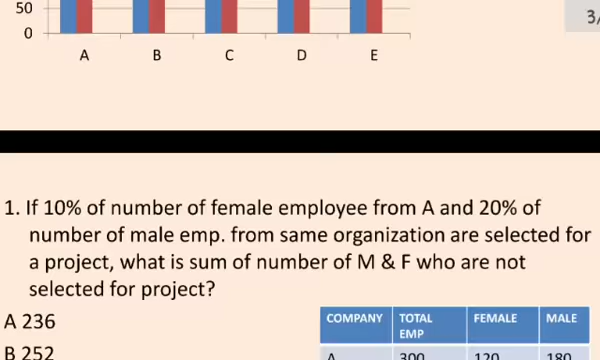 50
0
A B C D E
3/
1. If 10% of number of female employee from A and 20% of
number of male emp. from same organization are selected for
a project, what is sum of number of M & F who are not
selected for project?
A 236
B 252
COMPANY TOTAL EMP FEMALE MALE
A 300 120 180